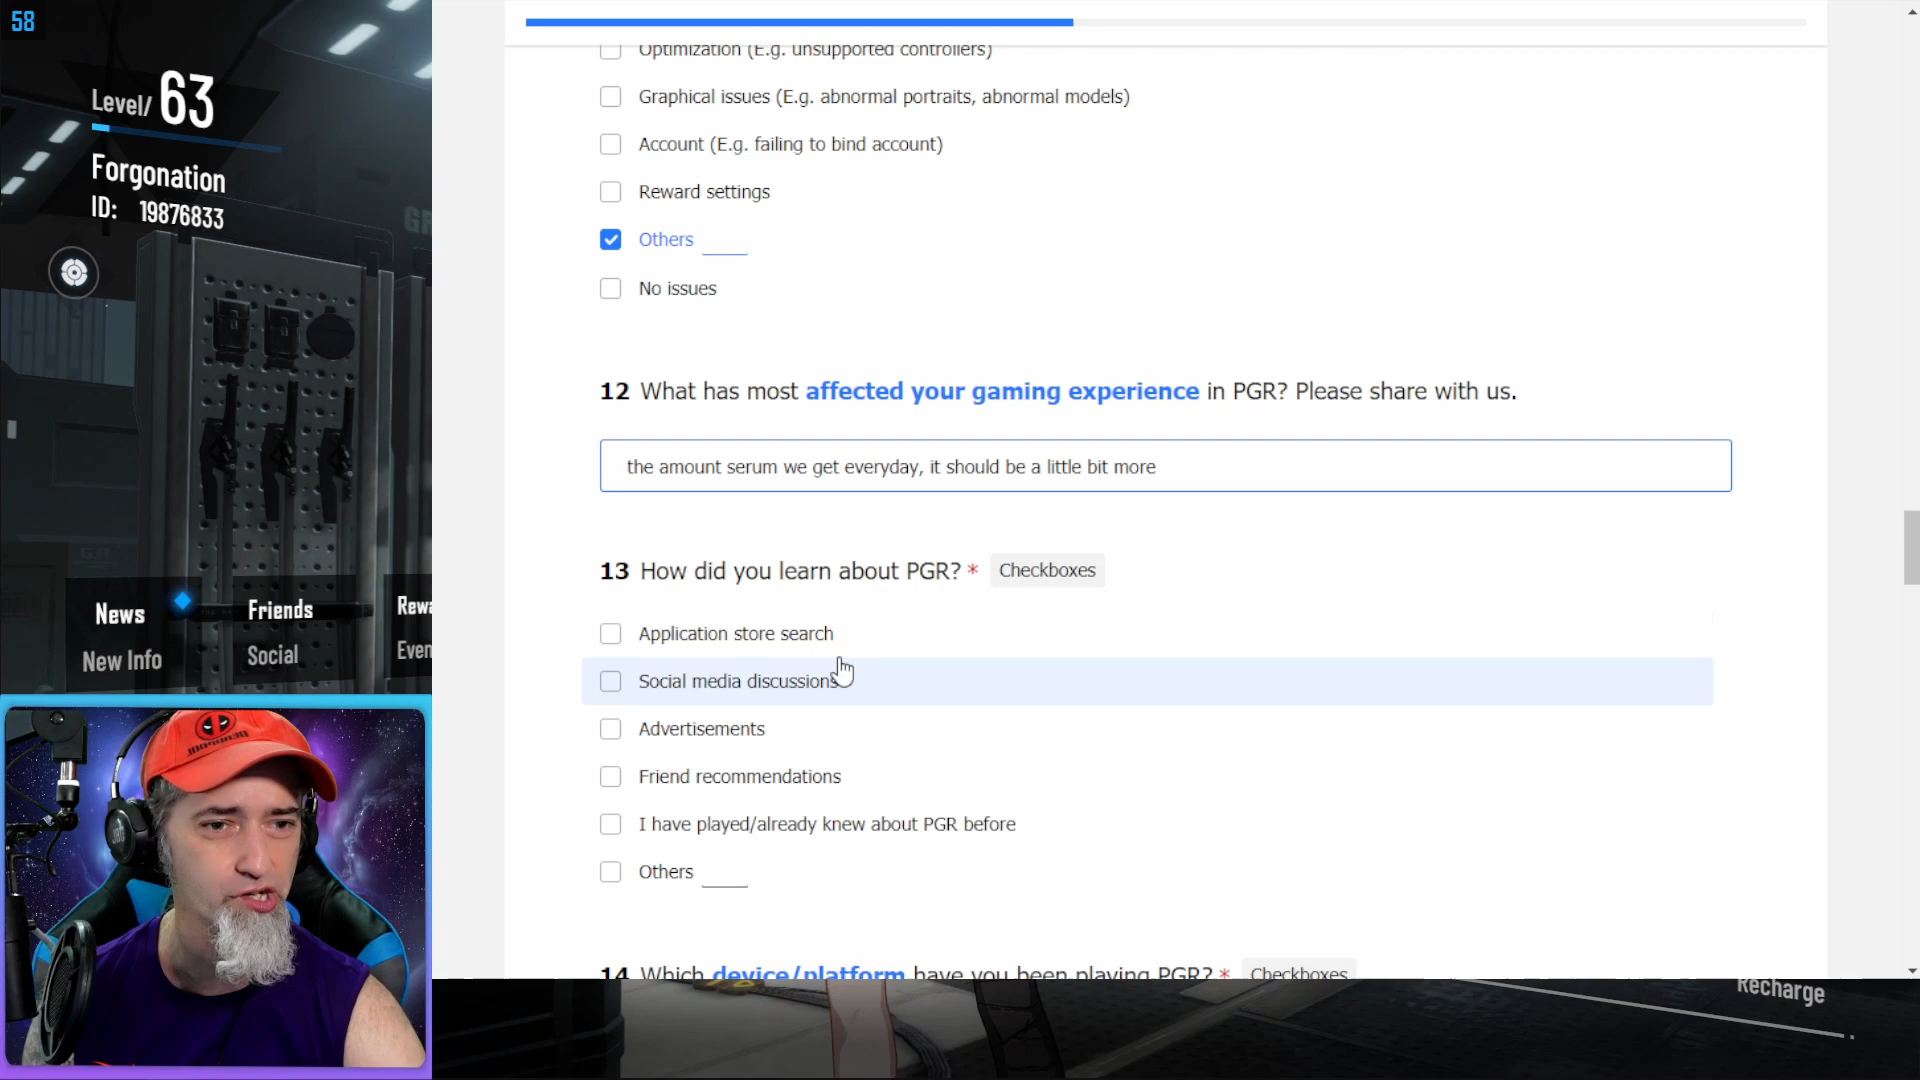 58
Level/ 63
Forgonation
ID: 19876833
News
New Info
Friends
Social
Optimization (E.g. unsupported controllers)
Graphical issues (E.g. abnormal portraits, abnormal models)
Account (E.g. failing to bind account)
Reward settings
Others
No issues
12 What has most affected your gaming experience in PGR? Please share with us.
the amount serum we get everyday, it should be a little bit more
13 How did you learn about PGR? * Checkboxes
Application store search
Social media discussions
Advertisements
Friend recommendations
I have played/already knew about PGR before
Others
14 Which device/platform have you been playing PGR? * Checkboxes
Recharge